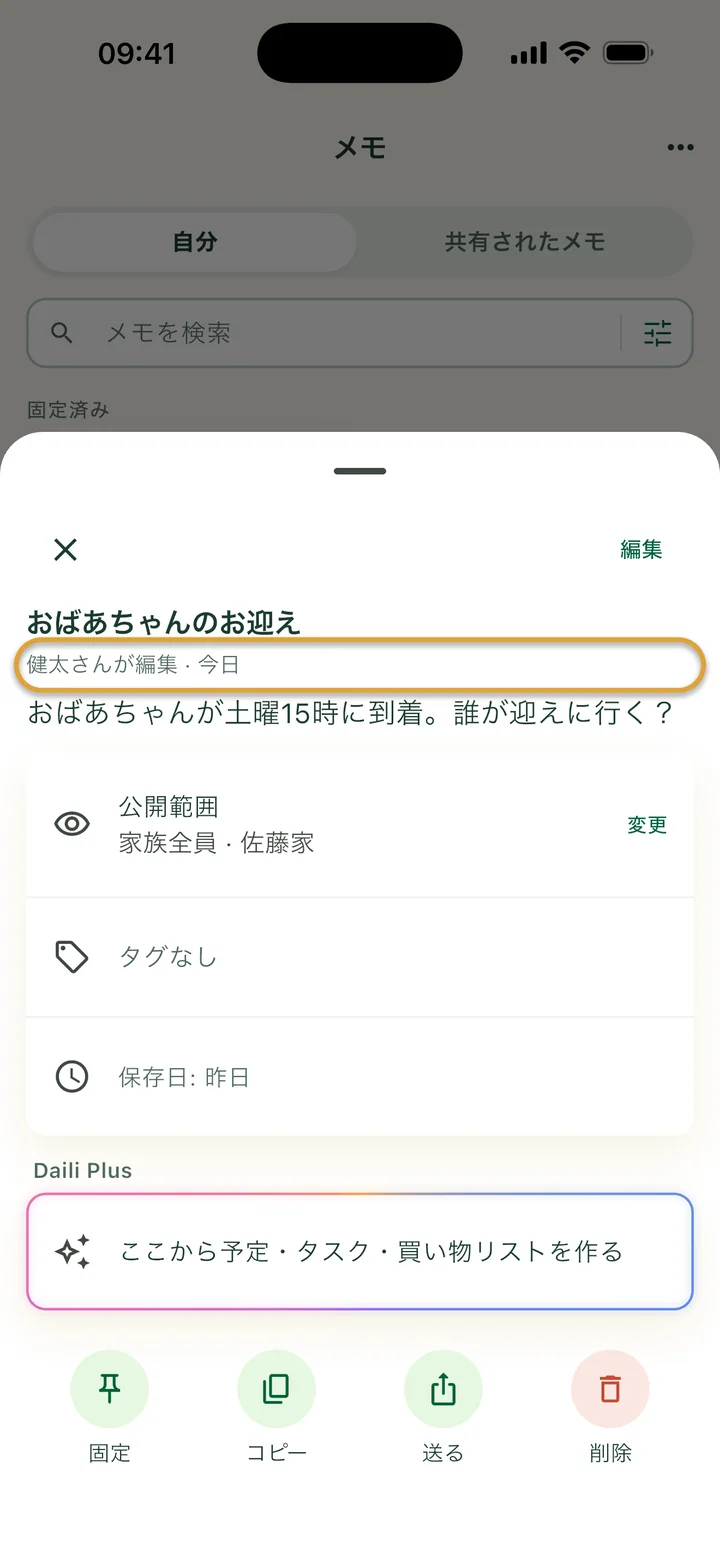 09:41
メモ
自分
共有されたメモ
メモを検索
固定済み
編集
おばあちゃんのお迎え
健太さんが編集 · 今日
おばあちゃんが土曜15時に到着。誰が迎えに行く？
公開範囲
家族全員 · 佐藤家
変更
タグなし
保存日: 昨日
Daili Plus
ここから予定・タスク・買い物リストを作る
固定
コピー
送る
削除